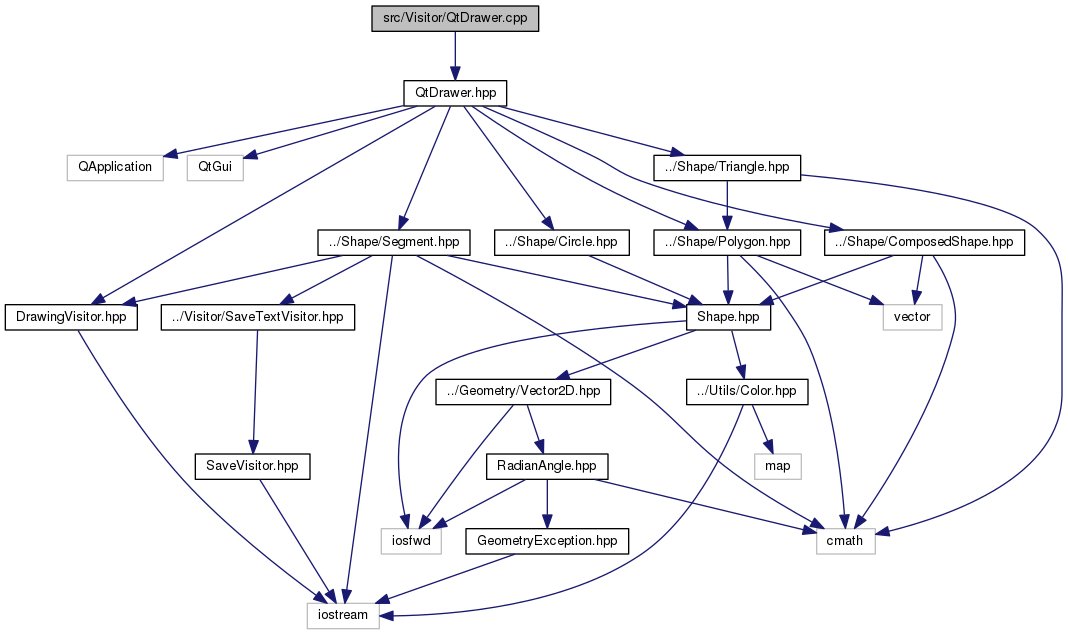 src/Visitor/QtDrawer.cpp
QtDrawer.hpp
QApplication
QtGui
../Shape/Triangle.hpp
../Shape/Segment.hpp
../Shape/Circle.hpp
../Shape/Polygon.hpp
../Shape/ComposedShape.hpp
DrawingVisitor.hpp
../Visitor/SaveTextVisitor.hpp
Shape.hpp
vector
../Geometry/Vector2D.hpp
../Utils/Color.hpp
SaveVisitor.hpp
RadianAngle.hpp
map
iosfwd
GeometryException.hpp
cmath
iostream